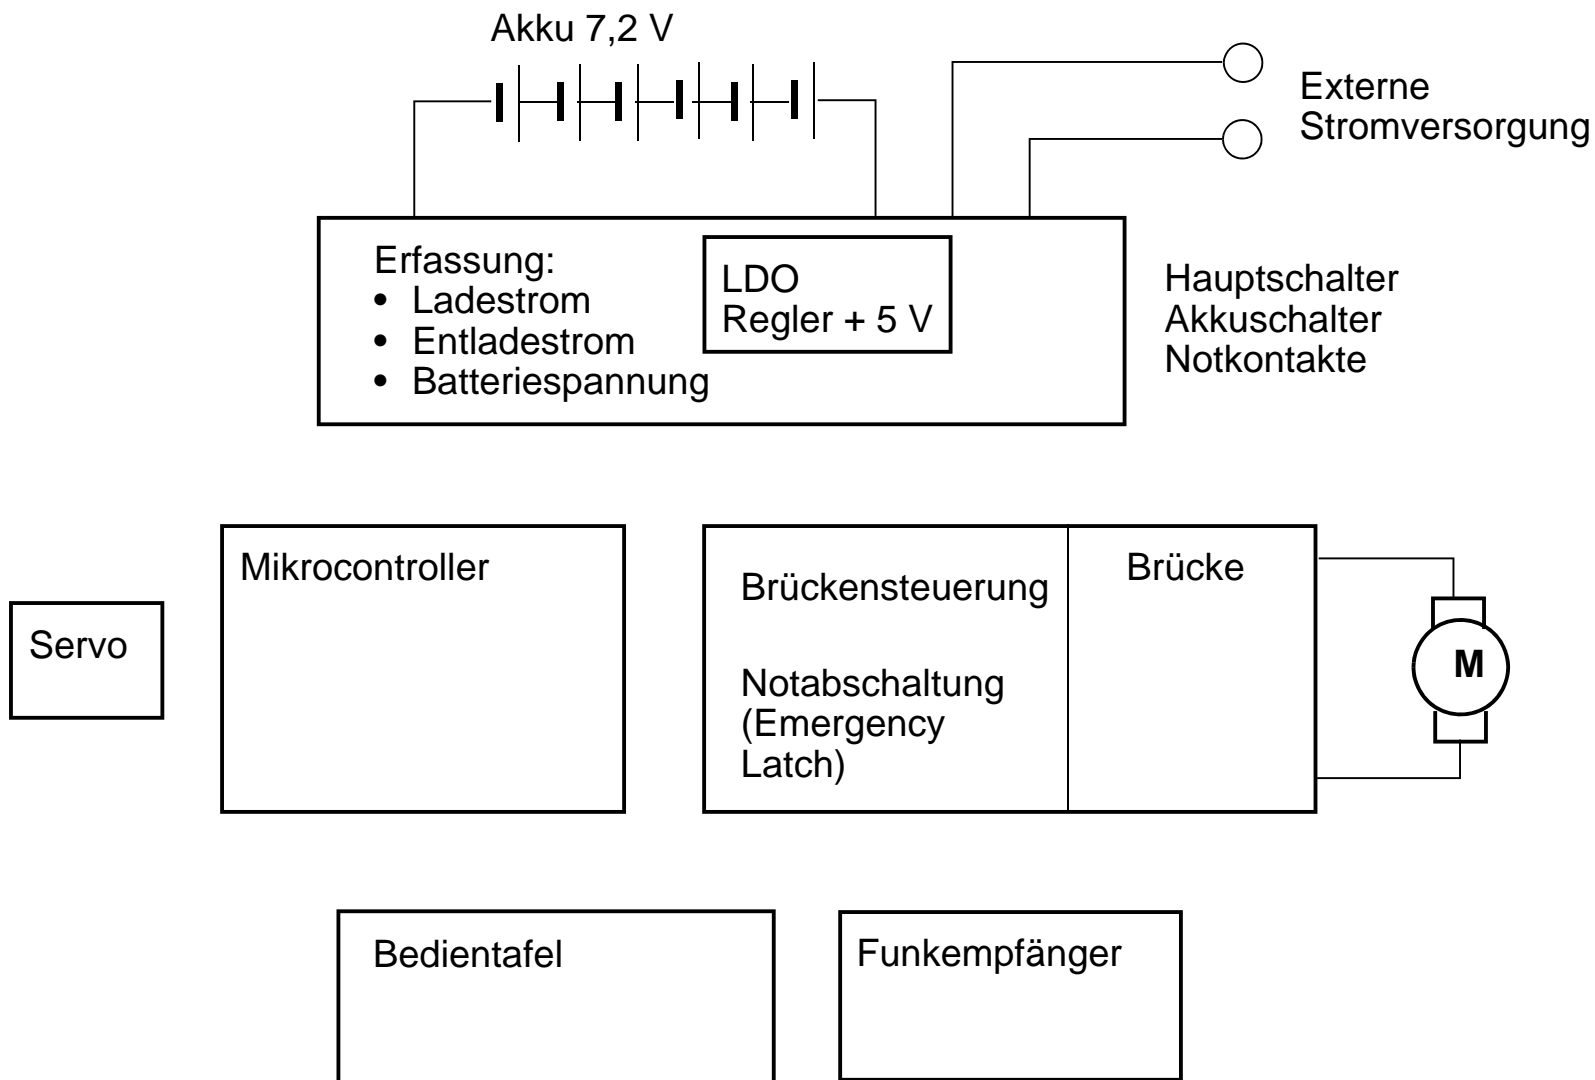 Akku 7,2 V
Externe
Stromversorgung
Erfassung:
• Ladestrom
• Entladestrom
• Batteriespannung
LDO
Regler + 5 V
Hauptschalter
Akkuschalter
Notkontakte
Servo
Mikrocontroller
Brückensteuerung
Notabschaltung
(Emergency
Latch)
Brücke
M
Bedientafel
Funkempfänger